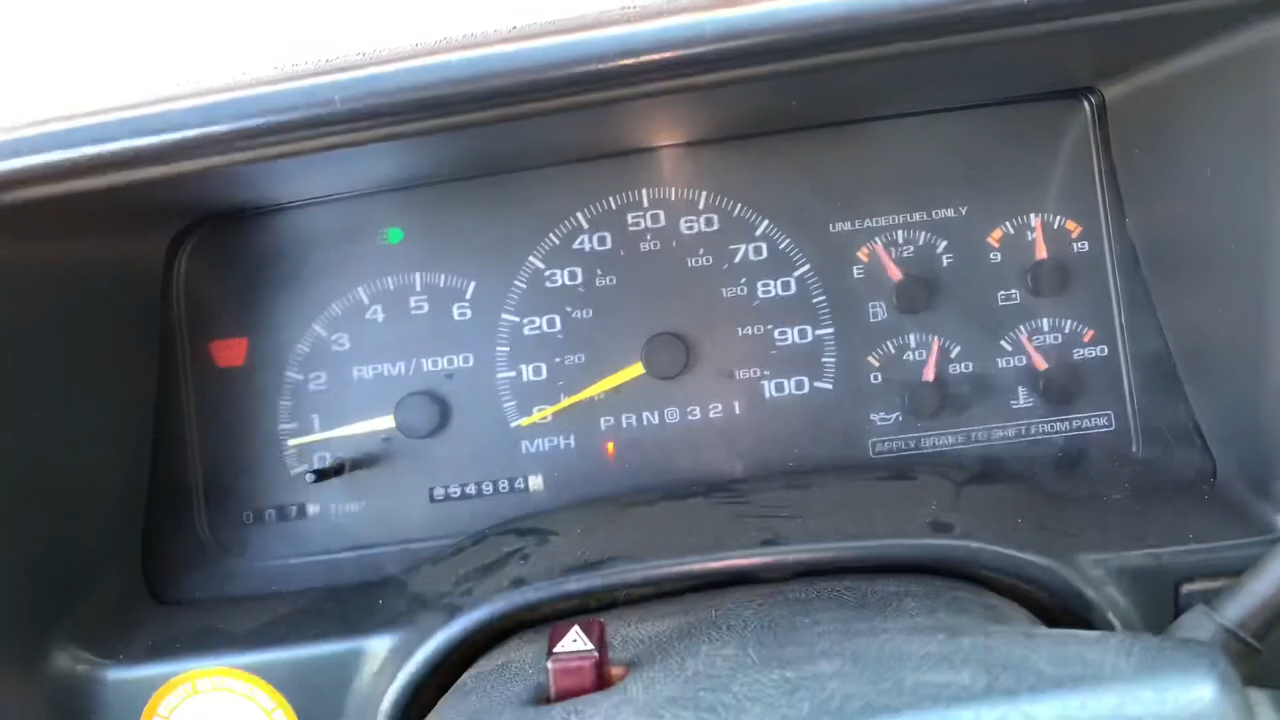 UNLEADED FUEL ONLY
E 1/2 F
9 19
0 40 80
100 210 260
APPLY BRAKE TO SHIFT FROM PARK
0 1 2 3 4 5 6
RPM/1000
0 10 20 30 40 50 60 70 80 90 100
20 40 60 80 100 120 140 160
MPH
P R N D 3 2 1
54984